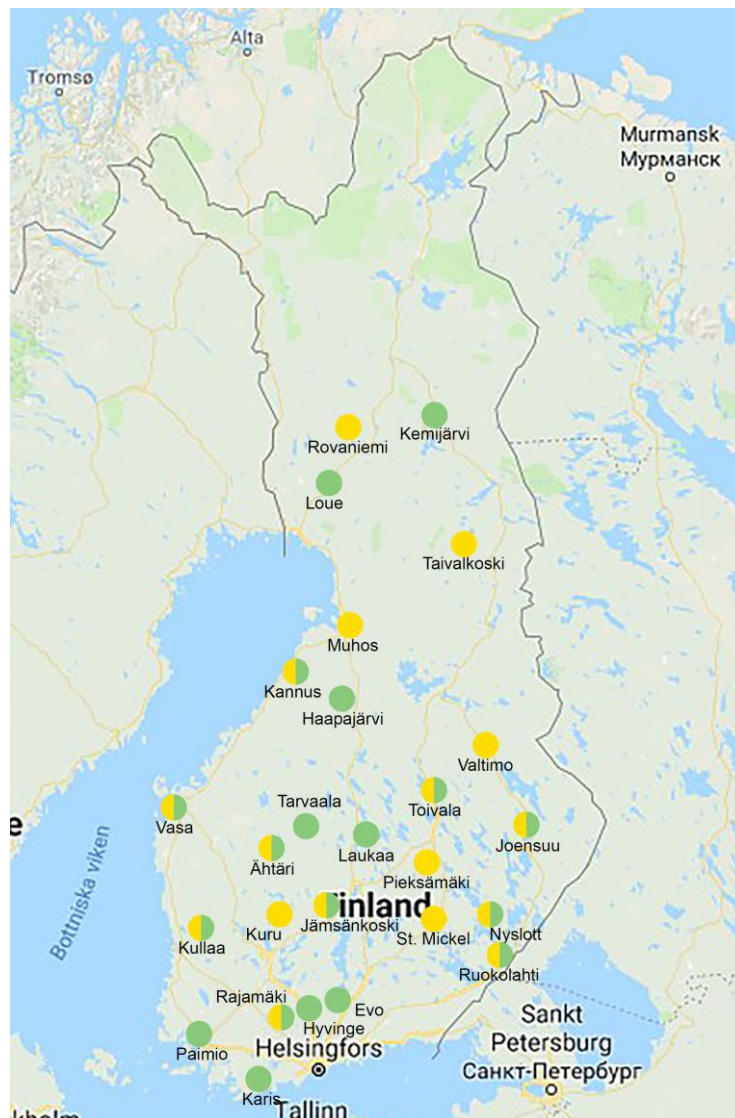 Alta
Tromsø
Murmansk
Мурманск
Kemijärvi
Rovaniemi
Loue
Taivalkoski
Muhos
Kannus
Haapajärvi
Valtimo
Toivala
Tarvaala
Vasa
e
Laukaa
Joensuu
Ähtäri
Pieksämäki
Finland
Jämsänkoski
Kuru
St. Mickel
Nyslott
Kullaa
Bottniska viken
Ruokolahti
Rajamäki
Evo
Hyvinge
Sankt
Petersburg
Санкт-Петербург
Paimio
Helsingfors
Karis
Tallinn
kholm